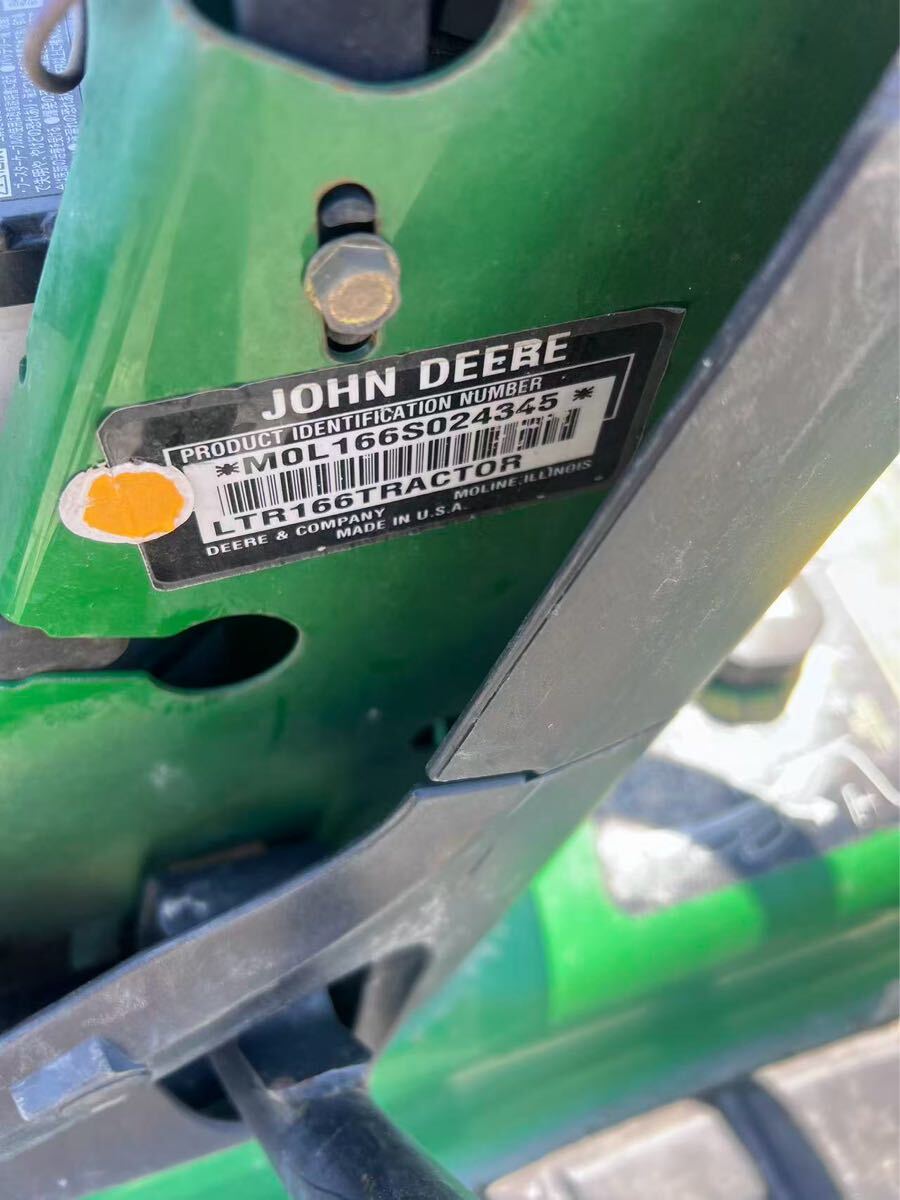 JOHN DEERE
PRODUCT IDENTIFICATION NUMBER
*M0L166S024345*
LTR166TRACTOR
DEERE & COMPANY MOLINE, ILLINOIS
MADE IN U.S.A.